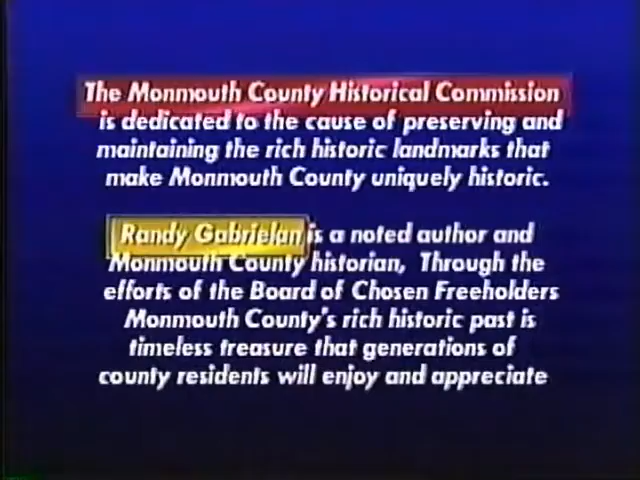 The Monmouth County Historical Commission
is dedicated to the cause of preserving and
maintaining the rich historic landmarks that
make Monmouth County uniquely historic.
Randy Gabrielan is a noted author and
Monmouth County historian, Through the
efforts of the Board of Chosen Freeholders
Monmouth County's rich historic past is
timeless treasure that generations of
county residents will enjoy and appreciate